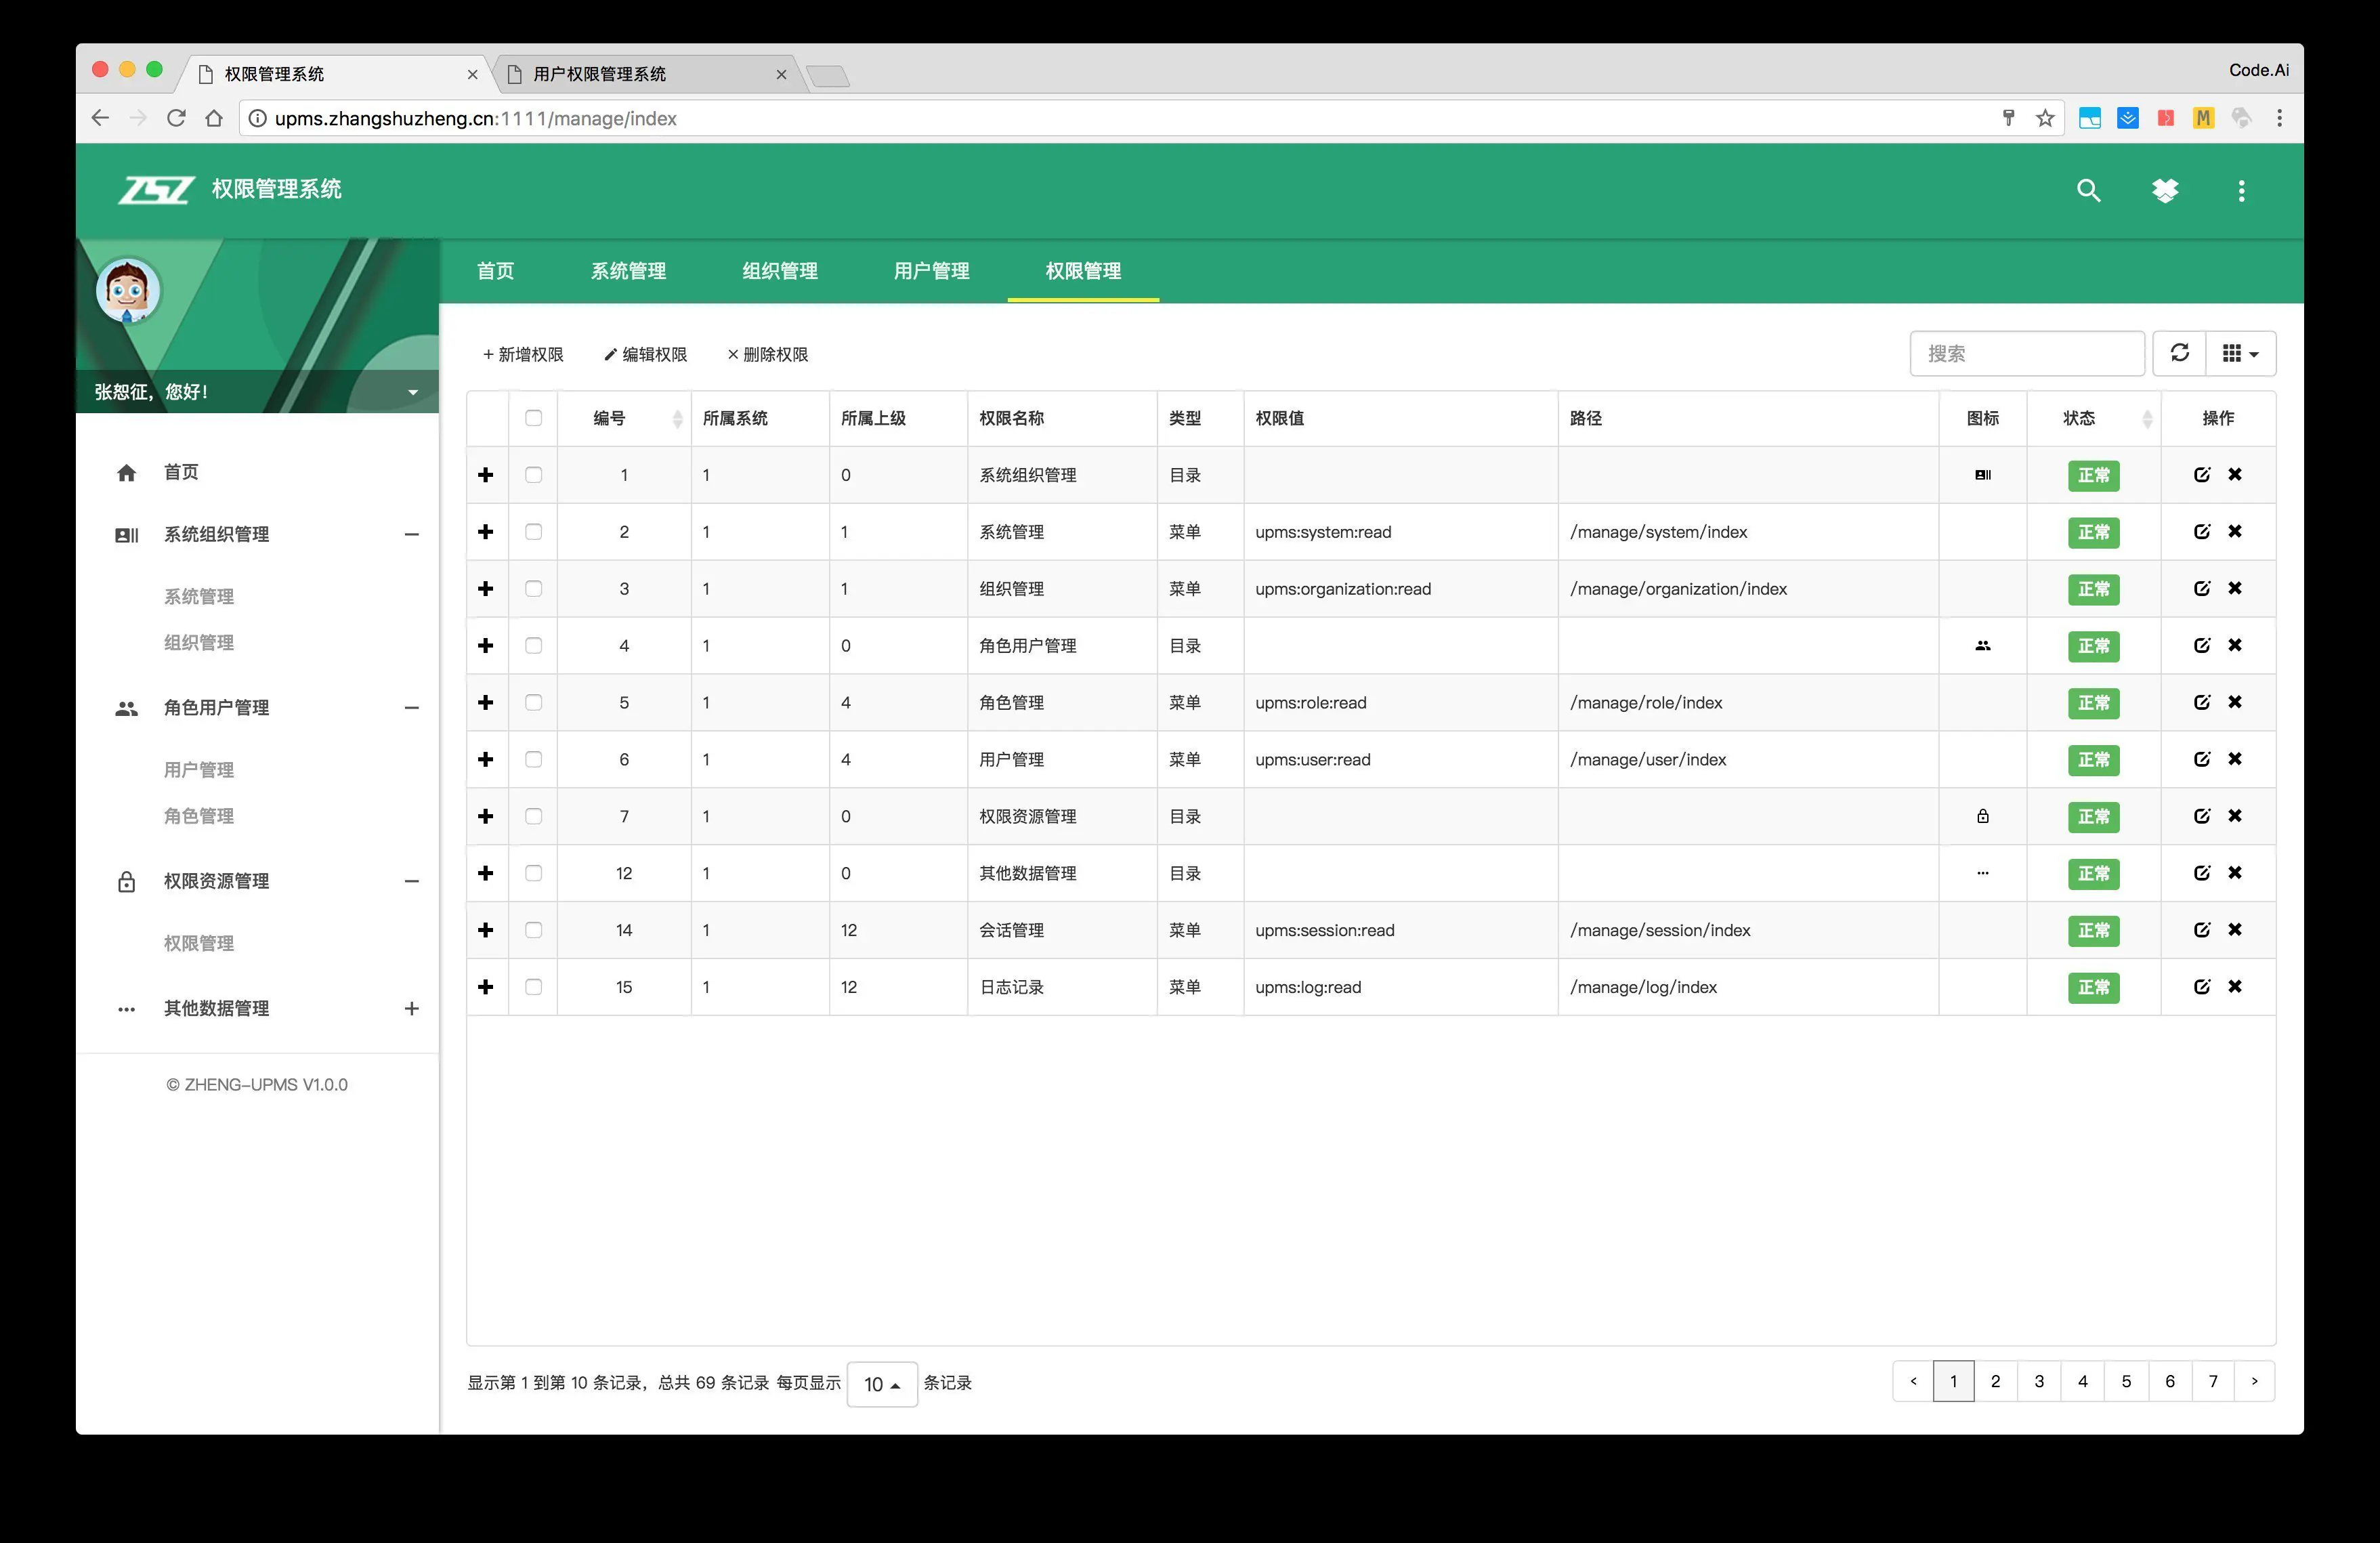 权限管理系统 用户权限管理系统 Code.Ai
upms.zhangshuzheng.cn:1111/manage/index M
ZSZ 权限管理系统
首页 系统管理 组织管理 用户管理 权限管理
张恕征，您好！
首页
系统组织管理
系统管理
组织管理
角色用户管理
用户管理
角色管理
权限资源管理
权限管理
其他数据管理
© ZHENG-UPMS V1.0.0
新增权限 编辑权限 删除权限 搜索
编号 所属系统 所属上级 权限名称 类型 权限值 路径 图标 状态 操作
1 1 0 系统组织管理 目录 正常
2 1 1 系统管理 菜单 upms:system:read /manage/system/index 正常
3 1 1 组织管理 菜单 upms:organization:read /manage/organization/index 正常
4 1 0 角色用户管理 目录 正常
5 1 4 角色管理 菜单 upms:role:read /manage/role/index 正常
6 1 4 用户管理 菜单 upms:user:read /manage/user/index 正常
7 1 0 权限资源管理 目录 正常
12 1 0 其他数据管理 目录 正常
14 1 12 会话管理 菜单 upms:session:read /manage/session/index 正常
15 1 12 日志记录 菜单 upms:log:read /manage/log/index 正常
显示第 1 到第 10 条记录，总共 69 条记录 每页显示 10 条记录 ‹ 1 2 3 4 5 6 7 ›